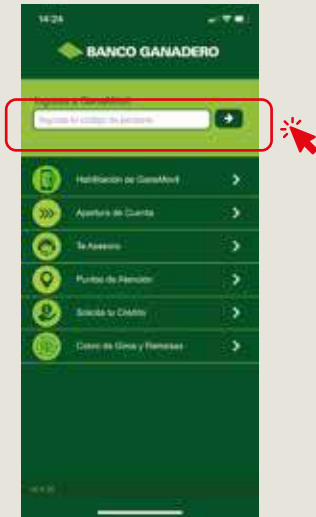 14:24
BANCO GANADERO
Ingresa a GanaMóvil
Ingresa tu código de persona
Habilitación de GanaMóvil
Apertura de Cuenta
Te Asesoro
Puntos de Atención
Solicita tu Crédito
Cobro de Giros y Remesas